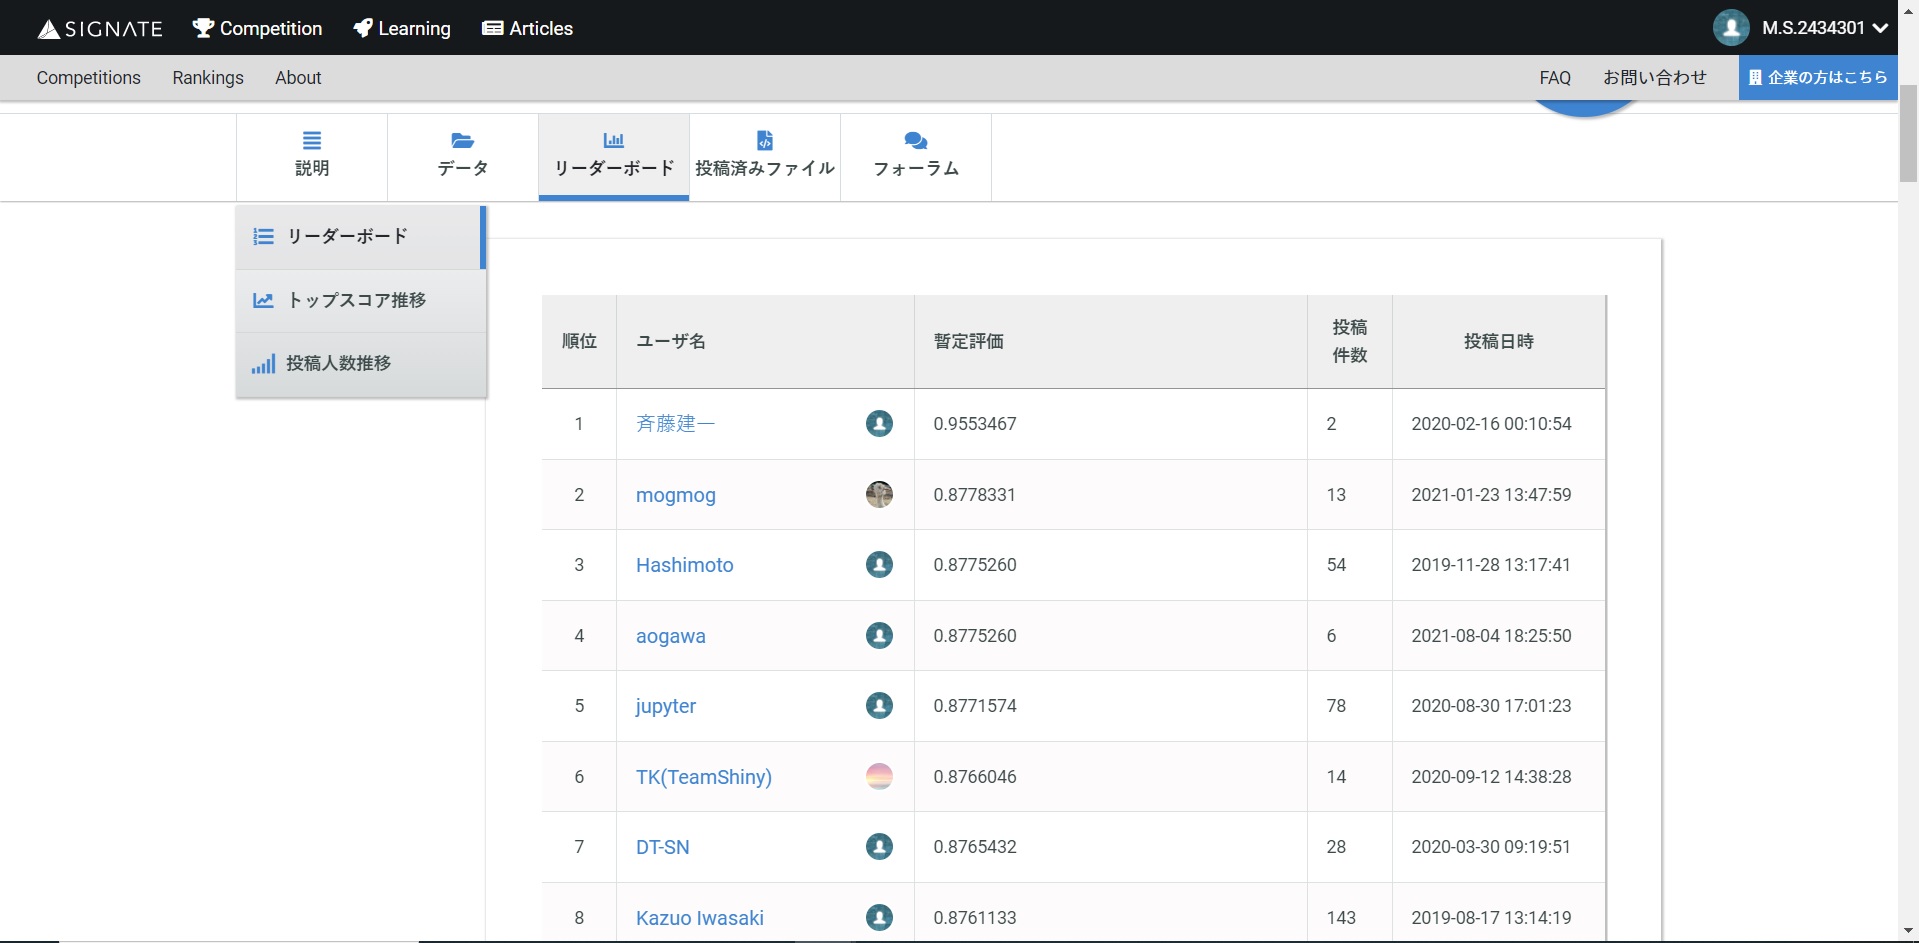 SIGNATE Competition Learning Articles M.S.2434301
Competitions Rankings About FAQ お問い合わせ 企業の方はこちら
説明 データ リーダーボード 投稿済みファイル フォーラム
リーダーボード
トップスコア推移
投稿人数推移
順位 ユーザ名 暫定評価 投稿件数 投稿日時
1 斉藤建一 0.9553467 2 2020-02-16 00:10:54
2 mogmog 0.8778331 13 2021-01-23 13:47:59
3 Hashimoto 0.8775260 54 2019-11-28 13:17:41
4 aogawa 0.8775260 6 2021-08-04 18:25:50
5 jupyter 0.8771574 78 2020-08-30 17:01:23
6 TK(TeamShiny) 0.8766046 14 2020-09-12 14:38:28
7 DT-SN 0.8765432 28 2020-03-30 09:19:51
8 Kazuo Iwasaki 0.8761133 143 2019-08-17 13:14:19